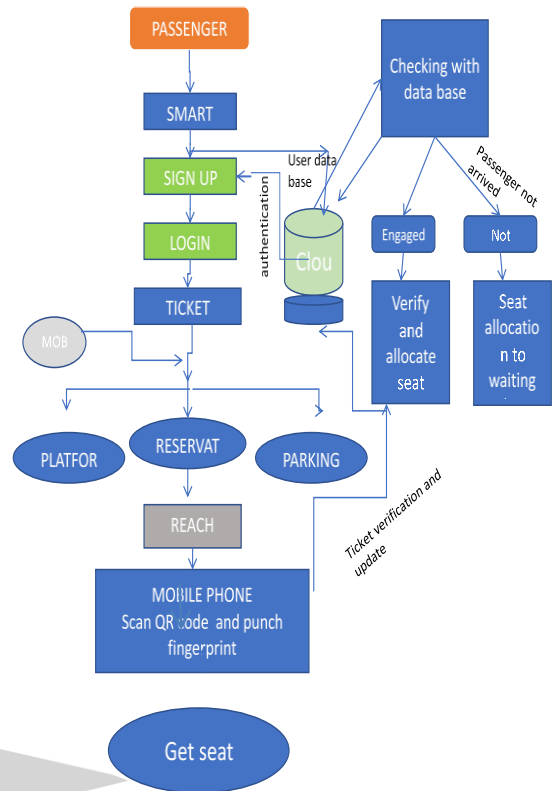 PASSENGER
SMART
SIGN UP
LOGIN
TICKET
MOB
PLATFOR
RESERVAT
PARKING
REACH
MOBILE PHONE
Scan QR code and punch
fingerprint
Get seat
User data
base
authentication
Clou
Checking with
data base
Passenger not
arrived
Engaged
Not
Verify
and
allocate
seat
Seat
allocatio
n to
waiting
Ticket verification and
update